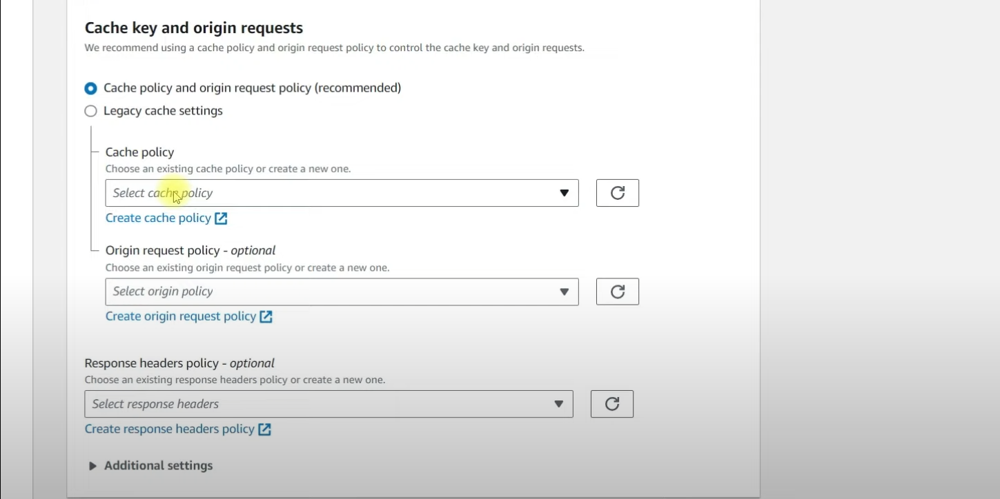 Cache key and origin requests
We recommend using a cache policy and origin request policy to control the cache key and origin requests.
Cache policy and origin request policy (recommended)
Legacy cache settings
Cache policy
Choose an existing cache policy or create a new one.
Select cache policy
Create cache policy
Origin request policy - optional
Choose an existing origin request policy or create a new one.
Select origin policy
Create origin request policy
Response headers policy - optional
Choose an existing response headers policy or create a new one.
Select response headers
Create response headers policy
Additional settings